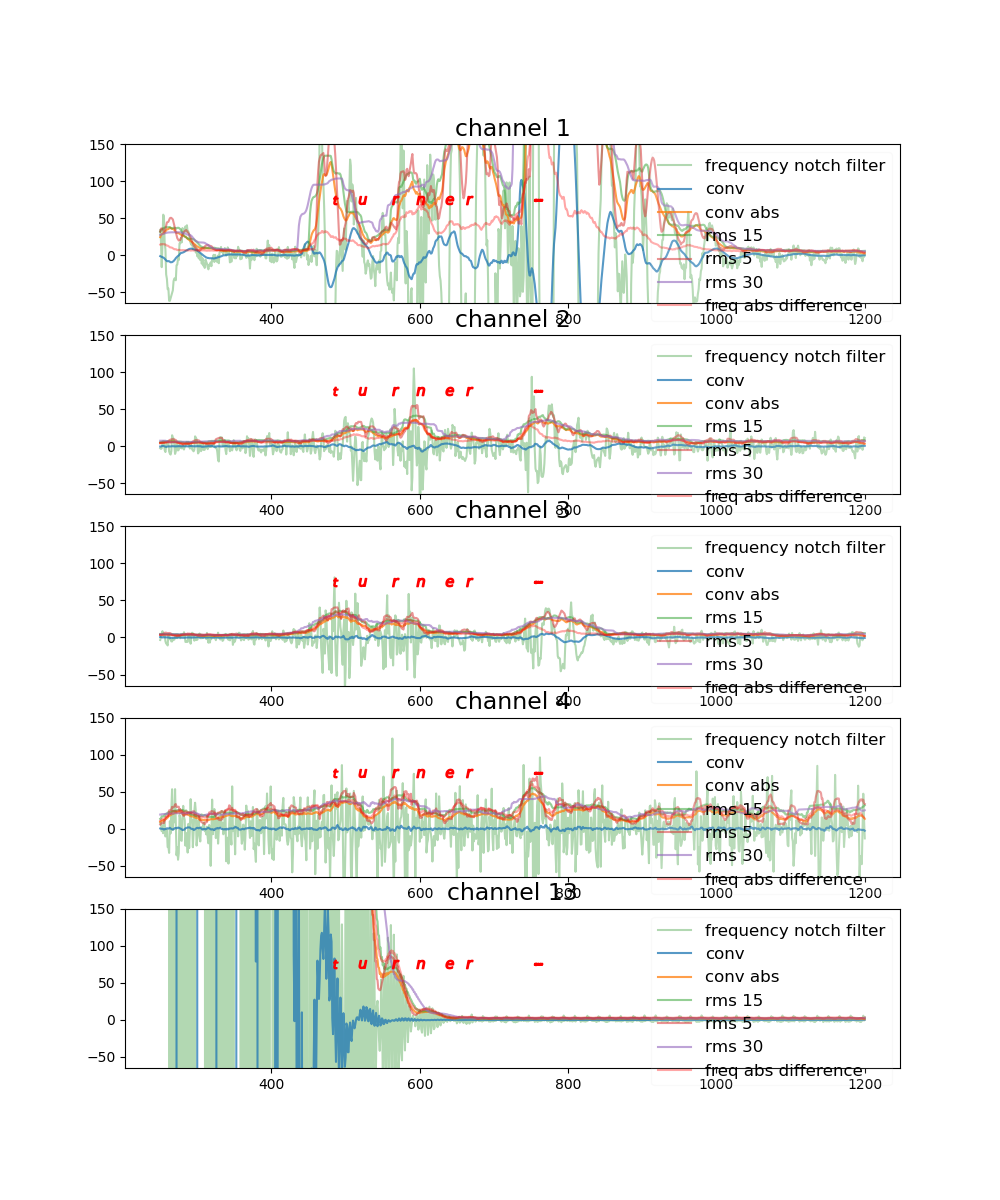 channel 1
150
100
50
0
−50
t u r n e r –
frequency notch filter
conv
conv abs
rms 15
rms 5
rms 30
freq abs difference
400 600 800 1000 1200
channel 2
150
100
50
0
−50
t u r n e r –
frequency notch filter
conv
conv abs
rms 15
rms 5
rms 30
freq abs difference
400 600 800 1000 1200
channel 3
150
100
50
0
−50
t u r n e r –
frequency notch filter
conv
conv abs
rms 15
rms 5
rms 30
freq abs difference
400 600 800 1000 1200
channel 4
150
100
50
0
−50
t u r n e r –
frequency notch filter
conv
conv abs
rms 15
rms 5
rms 30
freq abs difference
400 600 800 1000 1200
channel 13
150
100
50
0
−50
t u r n e r –
frequency notch filter
conv
conv abs
rms 15
rms 5
rms 30
freq abs difference
400 600 800 1000 1200